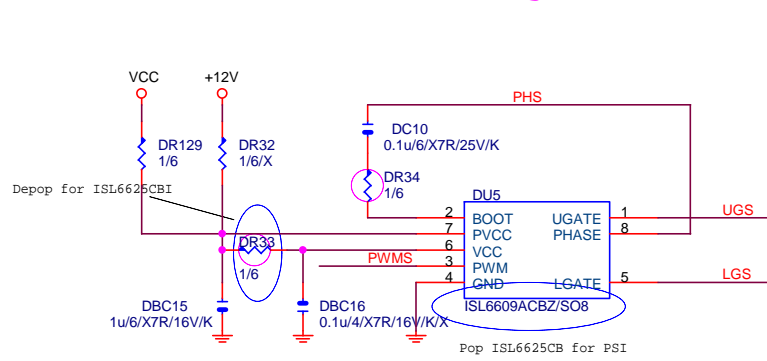 VCC
+12V
PHS
DR129
1/6
DR32
1/6/X
DC10
0.1u/6/X7R/25V/K
DR34
1/6
Depop for ISL6625CBI
DU5
2 BOOT UGATE 1
UGS
7 PVCC PHASE 8
DR33
6 VCC
PWMS
3 PWM
1/6
4 GND LGATE 5
LGS
ISL6609ACBZ/SO8
DBC15
1u/6/X7R/16V/K
DBC16
0.1u/4/X7R/16V/K/X
Pop ISL6625CB for PSI